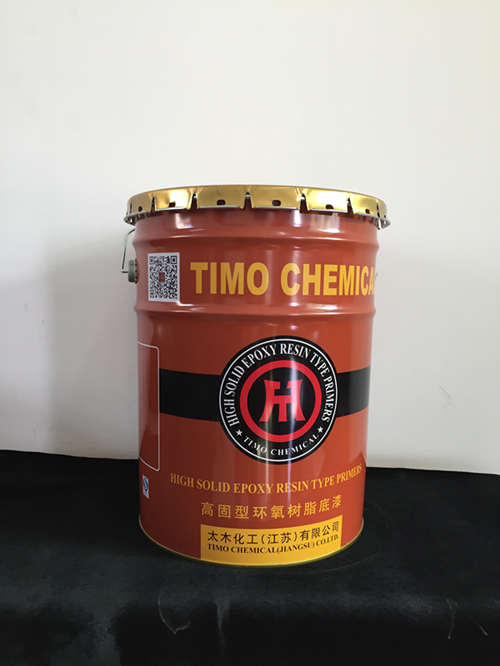 TIMO CHEMICA
HIGH SOLID EPOXY RESIN TYPE PRIMERS
★ TIMO CHEMICAL ★
HIGH SOLID EPOXY RESIN TYPE PRIMERS
高固型环氧树脂底漆
太木化工(江苏)有限公司
TIMO CHEMICAL(JIANGSU) CO.LTD.